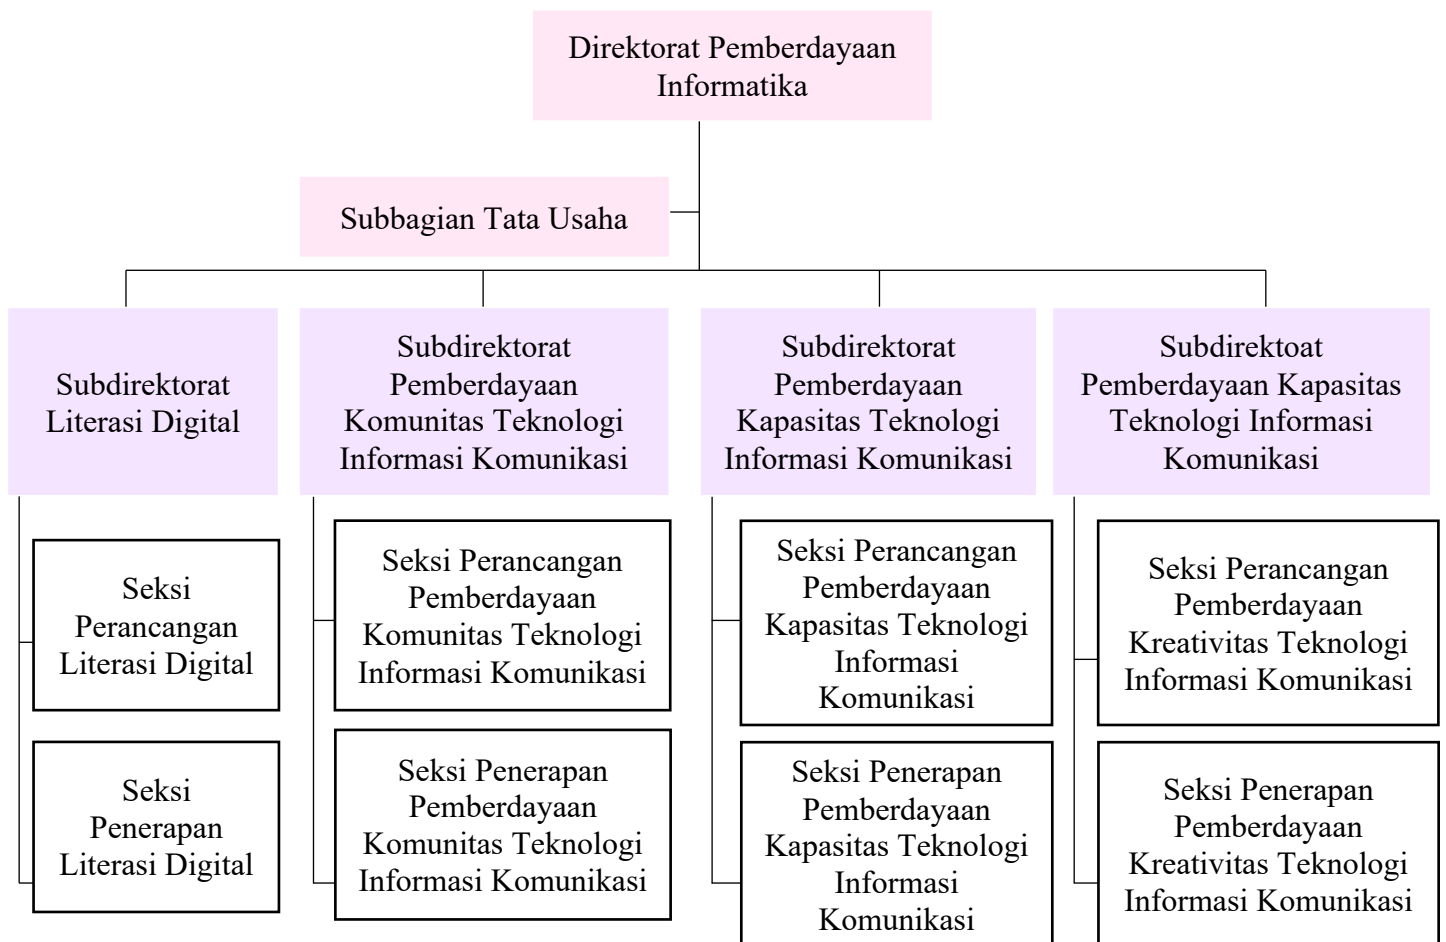 Direktorat Pemberdayaan
Informatika
Subbagian Tata Usaha
Subdirektorat
Literasi Digital
Subdirektorat
Pemberdayaan
Komunitas Teknologi
Informasi Komunikasi
Subdirektorat
Pemberdayaan
Kapasitas Teknologi
Informasi Komunikasi
Subdirektoat
Pemberdayaan Kapasitas
Teknologi Informasi
Komunikasi
Seksi
Perancangan
Literasi Digital
Seksi Perancangan
Pemberdayaan
Komunitas Teknologi
Informasi Komunikasi
Seksi Perancangan
Pemberdayaan
Kapasitas Teknologi
Informasi
Komunikasi
Seksi Perancangan
Pemberdayaan
Kreativitas Teknologi
Informasi Komunikasi
Seksi
Penerapan
Literasi Digital
Seksi Penerapan
Pemberdayaan
Komunitas Teknologi
Informasi Komunikasi
Seksi Penerapan
Pemberdayaan
Kapasitas Teknologi
Informasi
Komunikasi
Seksi Penerapan
Pemberdayaan
Kreativitas Teknologi
Informasi Komunikasi